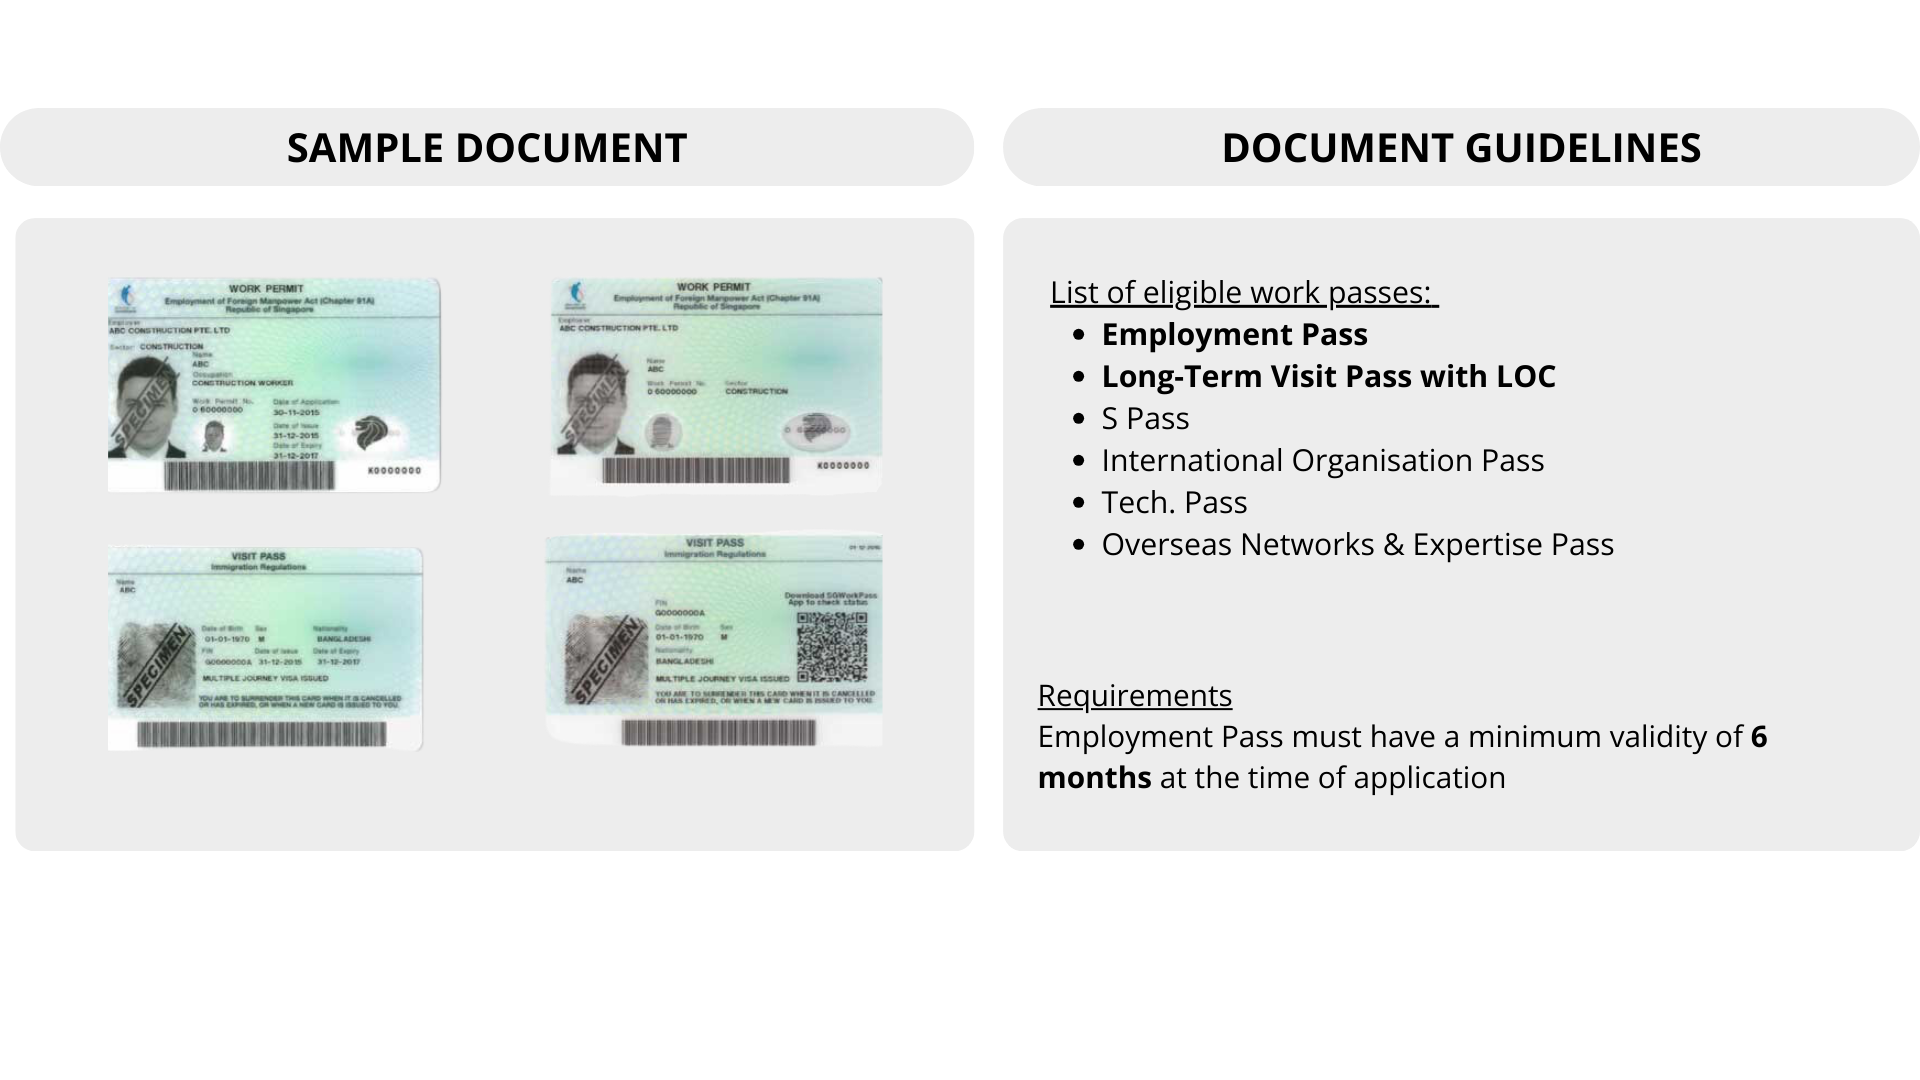 SAMPLE DOCUMENT
DOCUMENT GUIDELINES
WORK PERMIT
Employment of Foreign Manpower Act (Chapter 91A)
Republic of Singapore
Employer
ABC CONSTRUCTION PTE. LTD
Sector: CONSTRUCTION
Name
ABC
Occupation
CONSTRUCTION WORKER
Work Permit No. Date of Application
0 60000000 30-11-2015
Date of Issue
31-12-2015
Date of Expiry
31-12-2017
K0000000
SPECIMEN
WORK PERMIT
Employment of Foreign Manpower Act (Chapter 91A)
Republic of Singapore
Employer
ABC CONSTRUCTION PTE. LTD
Name
ABC
Work Permit No. Sector
0 60000000 CONSTRUCTION
K0000000
SPECIMEN
VISIT PASS
Immigration Regulations
Name
ABC
Date of Birth Sex Nationality
01-01-1970 M BANGLADESHI
FIN Date of Issue Date of Expiry
G0000000A 31-12-2015 31-12-2017
MULTIPLE JOURNEY VISA ISSUED
YOU ARE TO SURRENDER THIS CARD WHEN IT IS CANCELLED
OR HAS EXPIRED, OR WHEN A NEW CARD IS ISSUED TO YOU.
SPECIMEN
VISIT PASS
Immigration Regulations
Name
ABC
Download SGWorkPass
App to check status
FIN
G0000000A
Date of Birth Sex
01-01-1970 M
Nationality
BANGLADESHI
MULTIPLE JOURNEY VISA ISSUED
YOU ARE TO SURRENDER THIS CARD WHEN IT IS CANCELLED
OR HAS EXPIRED, OR WHEN A NEW CARD IS ISSUED TO YOU.
SPECIMEN
List of eligible work passes:
• Employment Pass
• Long-Term Visit Pass with LOC
• S Pass
• International Organisation Pass
• Tech. Pass
• Overseas Networks & Expertise Pass
Requirements
Employment Pass must have a minimum validity of 6
months at the time of application